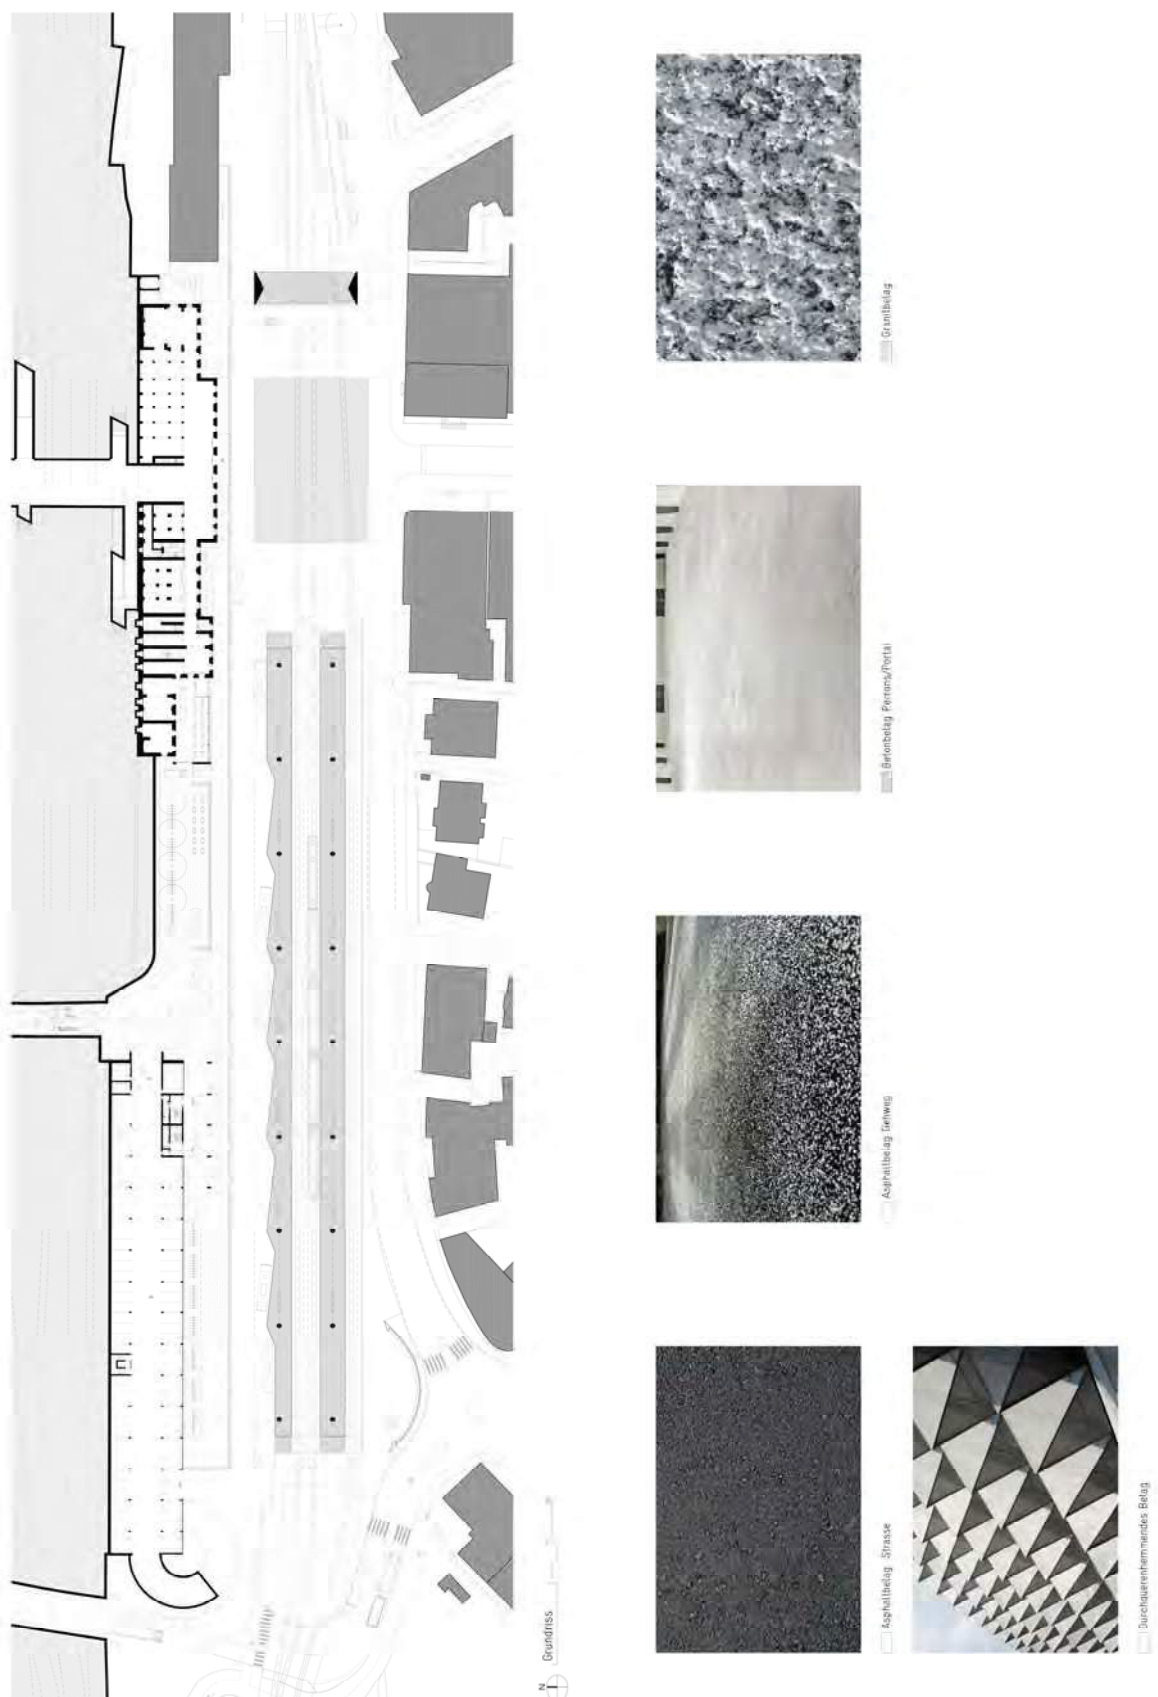 Grundriss
N
Asphaltbelag Strasse
Durchquerenhemmendes Belag
Asphaltbelag Gehweg
Betonbelag Perrons/Portal
Granitbelag